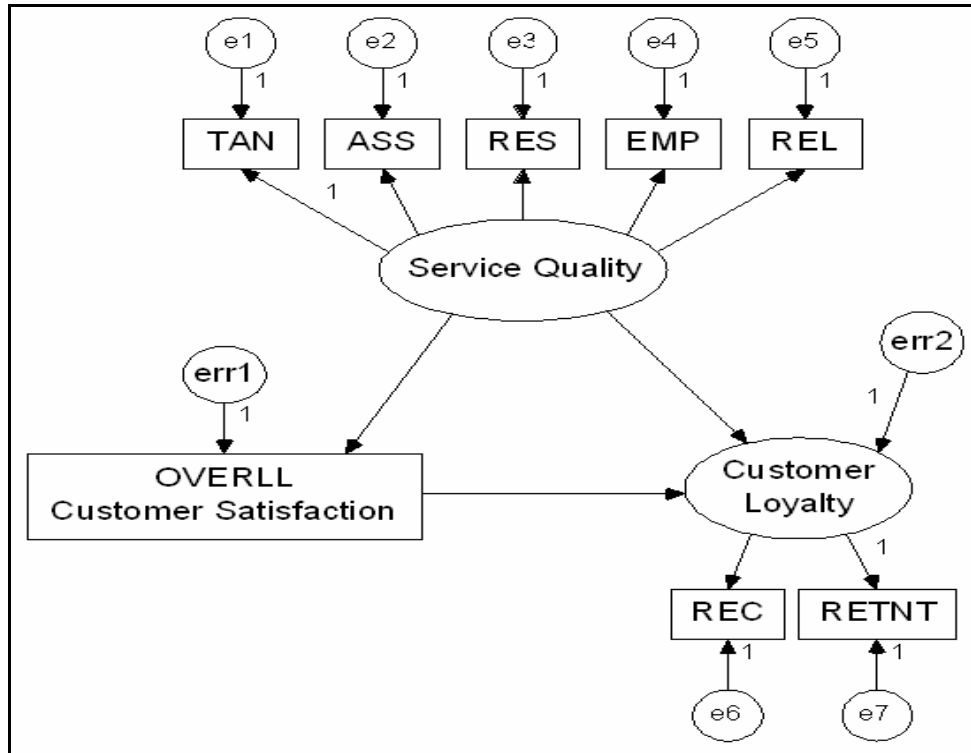 e1 e2 e3 e4 e5
1 1 1 1 1
TAN ASS RES EMP REL
1
Service Quality
err2
err1
1
1
OVERLL
Customer Satisfaction
Customer
Loyalty
1
REC RETNT
1 1
e6 e7